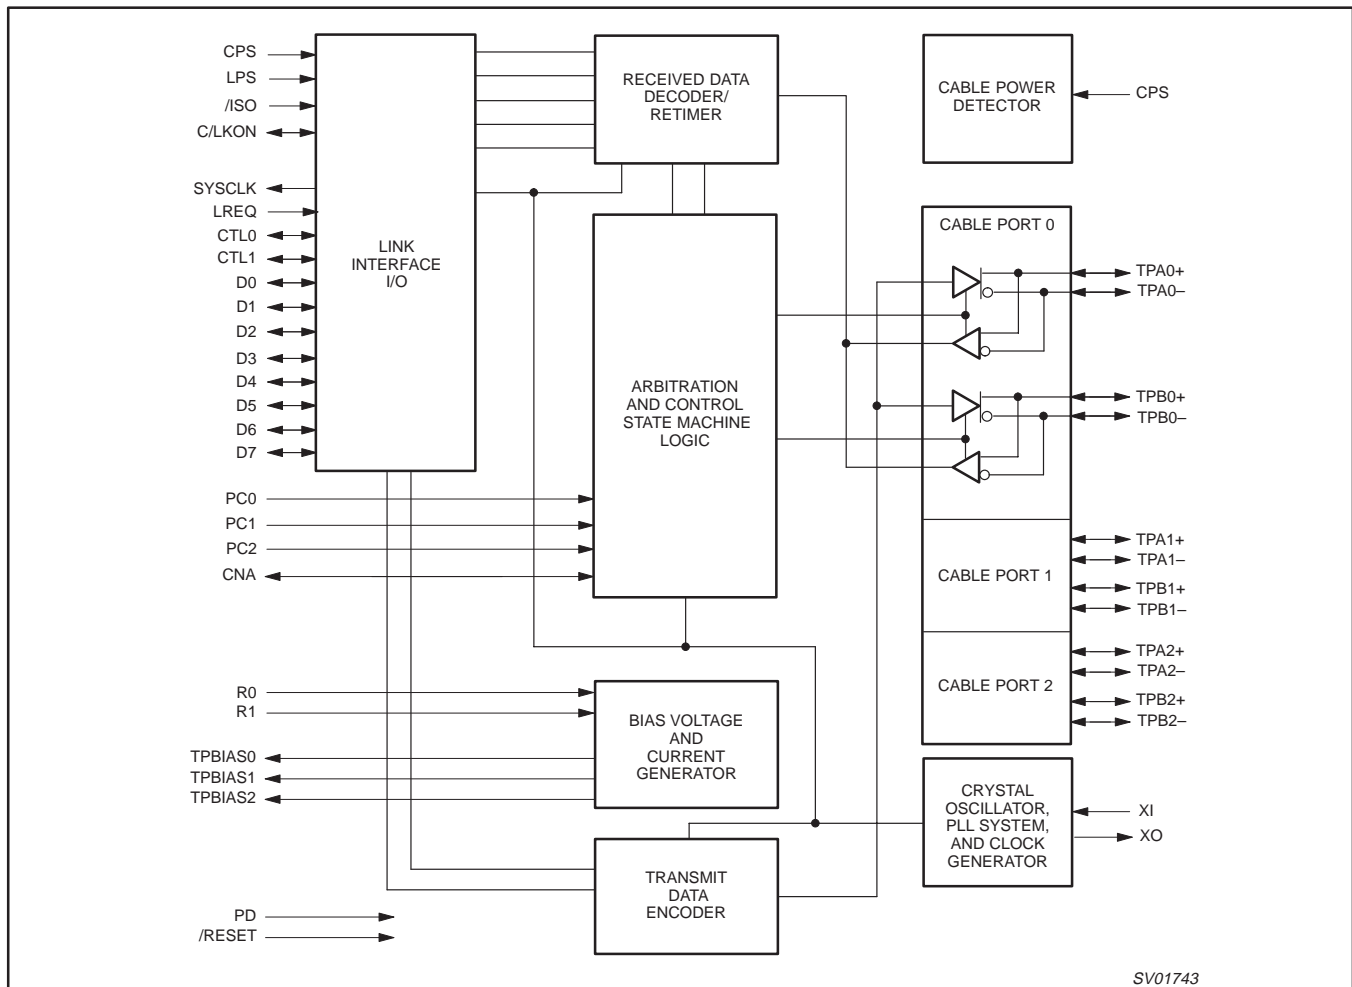 CPS
LPS
/ISO
C/LKON
SYSCLK
LREQ
CTL0
CTL1
D0
D1
D2
D3
D4
D5
D6
D7
PC0
PC1
PC2
CNA
R0
R1
TPBIAS0
TPBIAS1
TPBIAS2
PD
/RESET
LINK
INTERFACE
I/O
RECEIVED DATA
DECODER/
RETIMER
ARBITRATION
AND CONTROL
STATE MACHINE
LOGIC
BIAS VOLTAGE
AND
CURRENT
GENERATOR
TRANSMIT
DATA
ENCODER
CABLE POWER
DETECTOR
CPS
CABLE PORT 0
TPA0+
TPA0–
TPB0+
TPB0–
CABLE PORT 1
TPA1+
TPA1–
TPB1+
TPB1–
CABLE PORT 2
TPA2+
TPA2–
TPB2+
TPB2–
CRYSTAL
OSCILLATOR,
PLL SYSTEM,
AND CLOCK
GENERATOR
XI
XO
SV01743